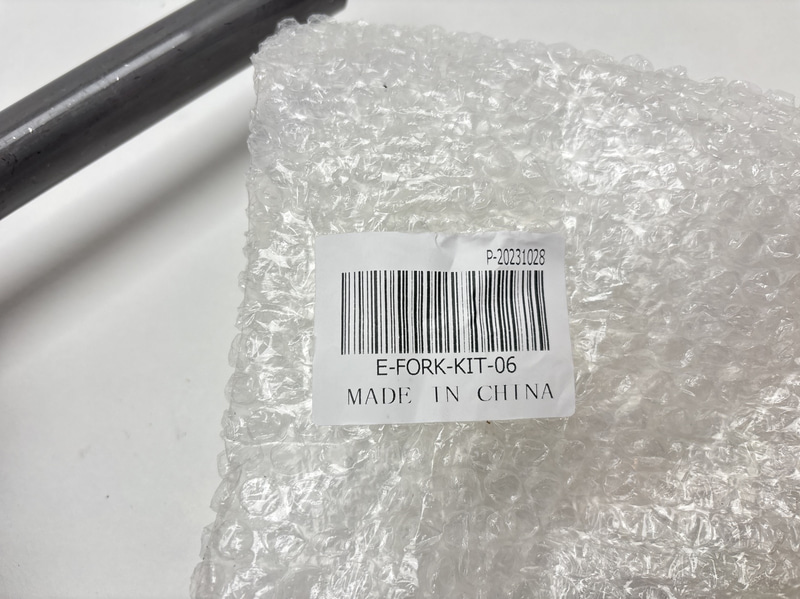 P-20231028
E-FORK-KIT-06
MADE IN CHINA